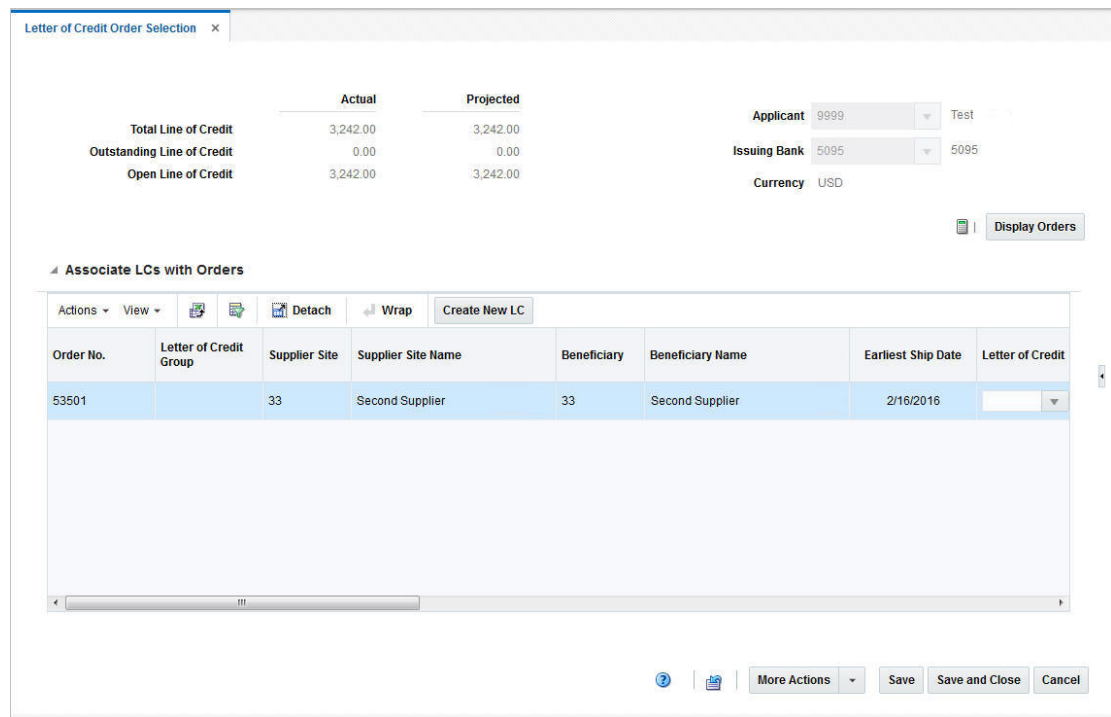 Letter of Credit Order Selection ×
Actual Projected
Total Line of Credit 3,242.00 3,242.00
Outstanding Line of Credit 0.00 0.00
Open Line of Credit 3,242.00 3,242.00
Applicant 9999 Test
Issuing Bank 5095 5095
Currency USD
Display Orders
Associate LCs with Orders
Actions View Detach Wrap Create New LC
Order No. Letter of Credit Group Supplier Site Supplier Site Name Beneficiary Beneficiary Name Earliest Ship Date Letter of Credit
53501 33 Second Supplier 33 Second Supplier 2/16/2016
More Actions Save Save and Close Cancel